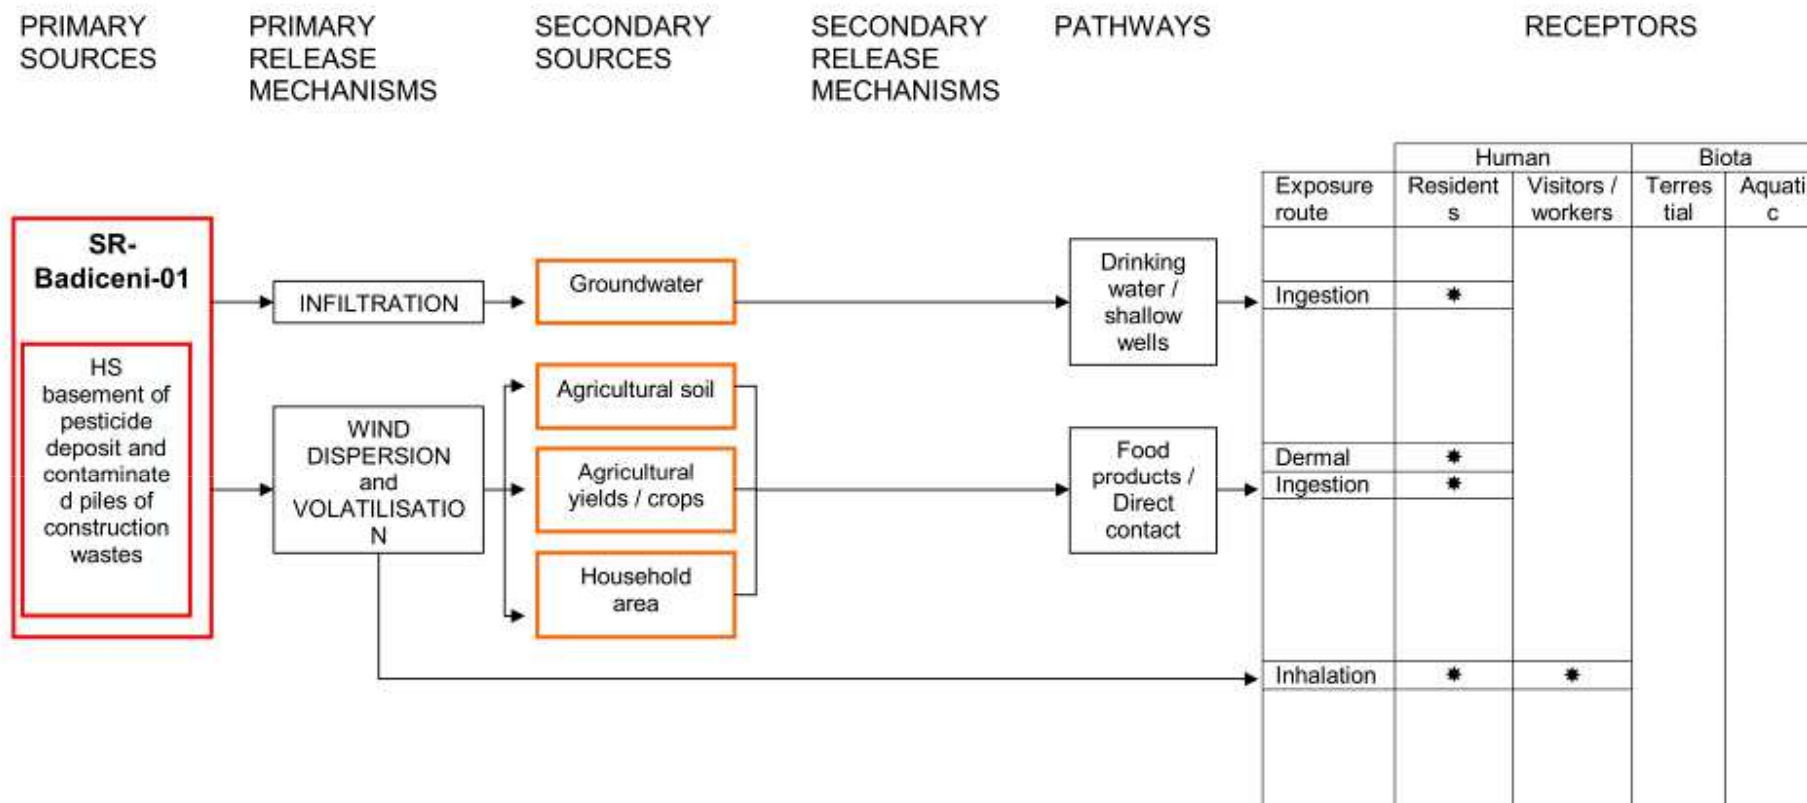 PRIMARY
SOURCES
PRIMARY
RELEASE
MECHANISMS
SECONDARY
SOURCES
SECONDARY
RELEASE
MECHANISMS
PATHWAYS
RECEPTORS
Human
Biota
Exposure
route
Resident
s
Visitors /
workers
Terres
tial
Aquati
c
SR-
Badiceni-01
HS
basement of
pesticide
deposit and
contaminate
d piles of
construction
wastes
INFILTRATION
WIND
DISPERSION
and
VOLATILISATIO
N
Groundwater
Agricultural soil
Agricultural
yields / crops
Household
area
Drinking
water /
shallow
wells
Food
products /
Direct
contact
Ingestion ✷
Dermal ✷
Ingestion ✷
Inhalation ✷ ✷